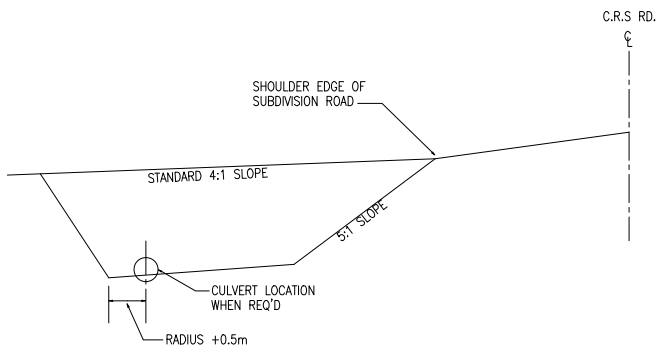 C.R.S RD.
℄
SHOULDER EDGE OF
SUBDIVISION ROAD
STANDARD 4:1 SLOPE
5:1 SLOPE
CULVERT LOCATION
WHEN REQ'D
RADIUS +0.5m